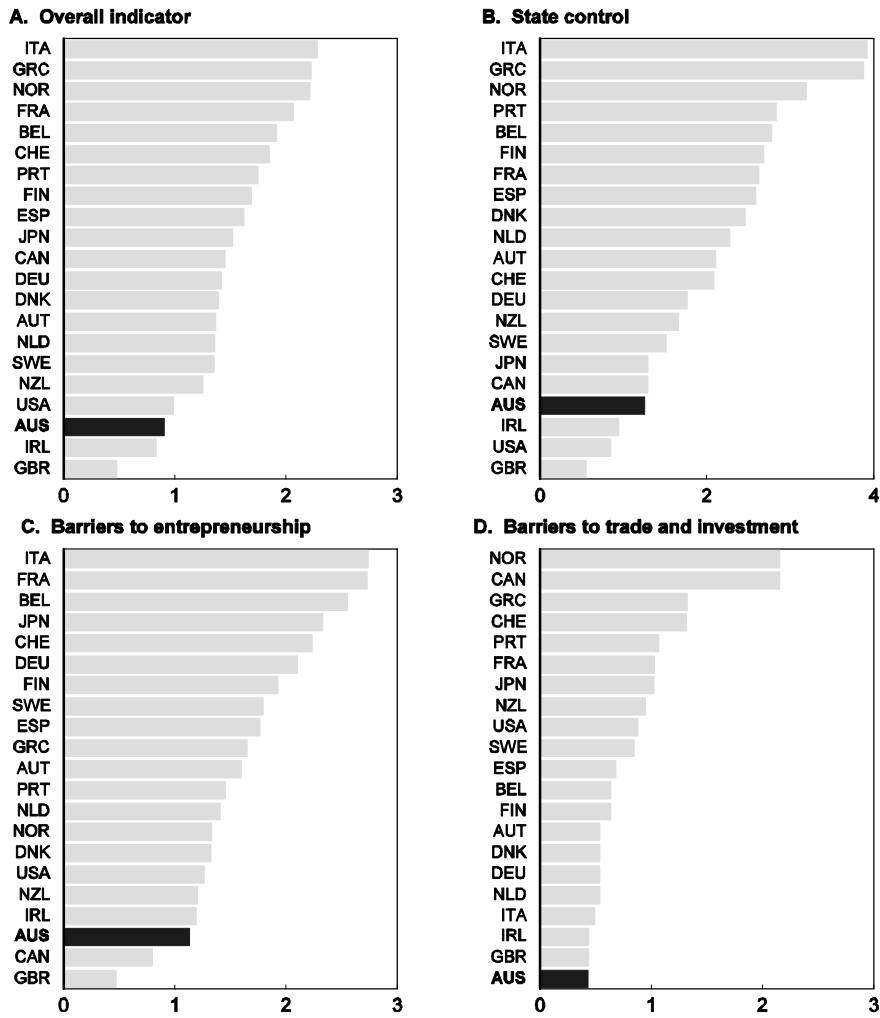 A. Overall indicator
ITA
GRC
NOR
FRA
BEL
CHE
PRT
FIN
ESP
JPN
CAN
DEU
DNK
AUT
NLD
SWE
NZL
USA
AUS
IRL
GBR
0 1 2 3
B. State control
ITA
GRC
NOR
PRT
BEL
FIN
FRA
ESP
DNK
NLD
AUT
CHE
DEU
NZL
SWE
JPN
CAN
AUS
IRL
USA
GBR
0 2 4
C. Barriers to entrepreneurship
ITA
FRA
BEL
JPN
CHE
DEU
FIN
SWE
ESP
GRC
AUT
PRT
NLD
NOR
DNK
USA
NZL
IRL
AUS
CAN
GBR
0 1 2 3
D. Barriers to trade and investment
NOR
CAN
GRC
CHE
PRT
FRA
JPN
NZL
USA
SWE
ESP
BEL
FIN
AUT
DNK
DEU
NLD
ITA
IRL
GBR
AUS
0 1 2 3